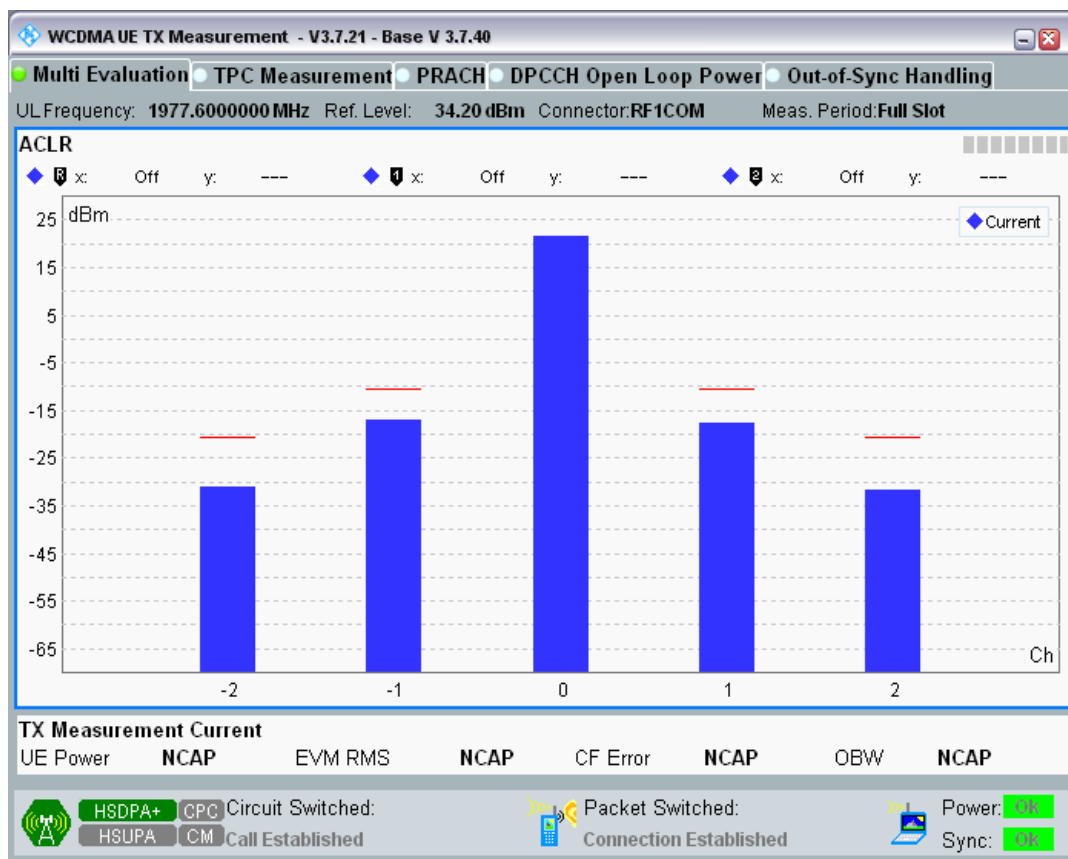 WCDMA UE TX Measurement - V3.7.21 - Base V 3.7.40
Multi Evaluation TPC Measurement PRACH DPCCH Open Loop Power Out-of-Sync Handling
UL Frequency: 1977.6000000 MHz Ref. Level: 34.20 dBm Connector:RF1COM Meas. Period:Full Slot
ACLR
R x: Off y: --- 1 x: Off y: --- 2 x: Off y: ---
dBm
Current
25
15
5
-5
-15
-25
-35
-45
-55
-65
Ch
-2 -1 0 1 2
TX Measurement Current
UE Power NCAP EVM RMS NCAP CF Error NCAP OBW NCAP
HSDPA+ CPC Circuit Switched: Packet Switched: Power: Ok
HSUPA CM Call Established Connection Established Sync: Ok